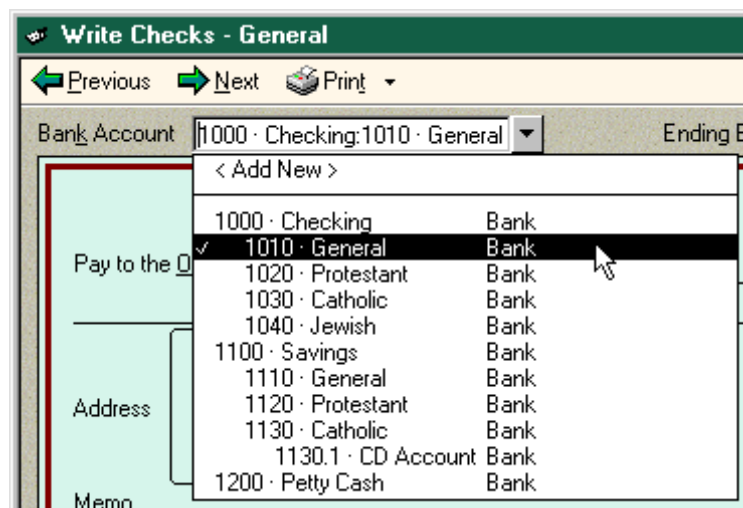 Write Checks - General
Previous Next Print
Bank Account 1000 · Checking:1010 · General Ending
< Add New >
1000 · Checking Bank
✓ 1010 · General Bank
Pay to the
1020 · Protestant Bank
1030 · Catholic Bank
1040 · Jewish Bank
1100 · Savings Bank
1110 · General Bank
Address 1120 · Protestant Bank
1130 · Catholic Bank
1130.1 · CD Account Bank
1200 · Petty Cash Bank
Memo